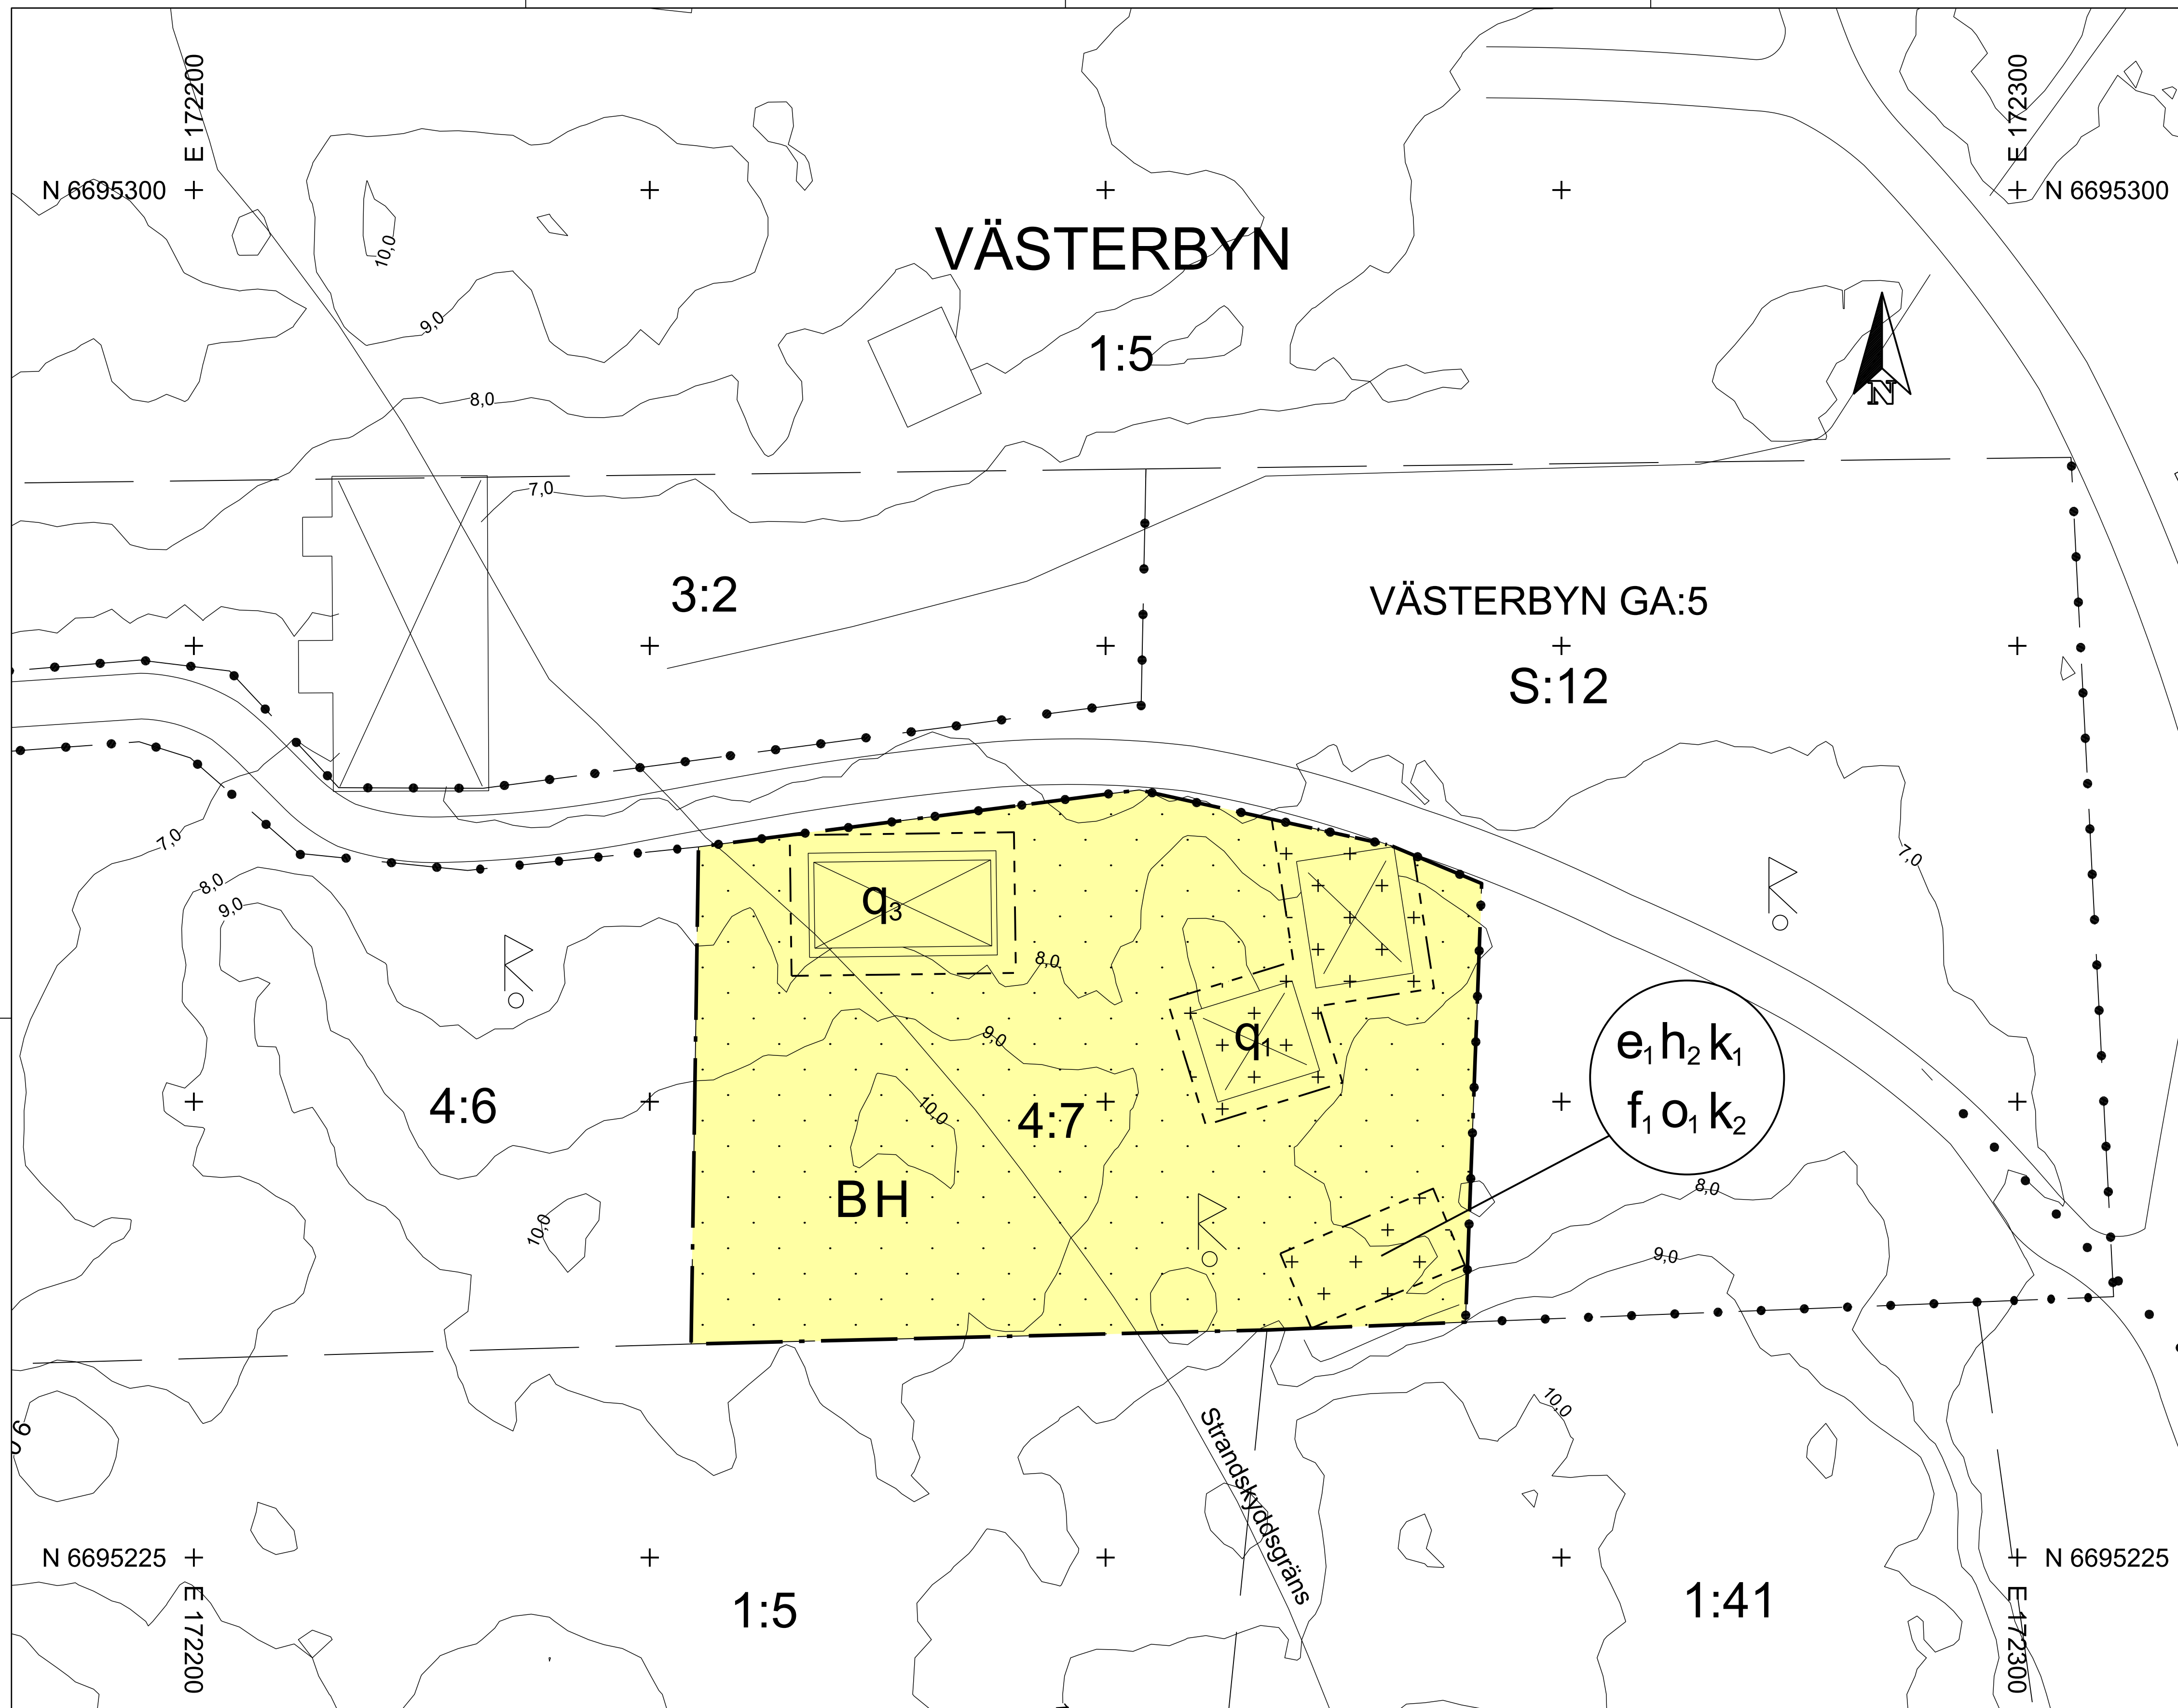 E 172200
E 172300
N 6695300
N 6695300
10,0
VÄSTERBYN
9,0
1:5
N
8,0
7,0
3:2
VÄSTERBYN GA:5
S:12
7,0
7,0
8,0
9,0
q3
8,0
9,0
q1
e1 h2 k1
f1 o1 k2
4:6
10,0
4:7
BH
8,0
10,0
9,0
10,0
Strandskyddsgräns
N 6695225
N 6695225
1:5
1:41
E 172200
E 172300